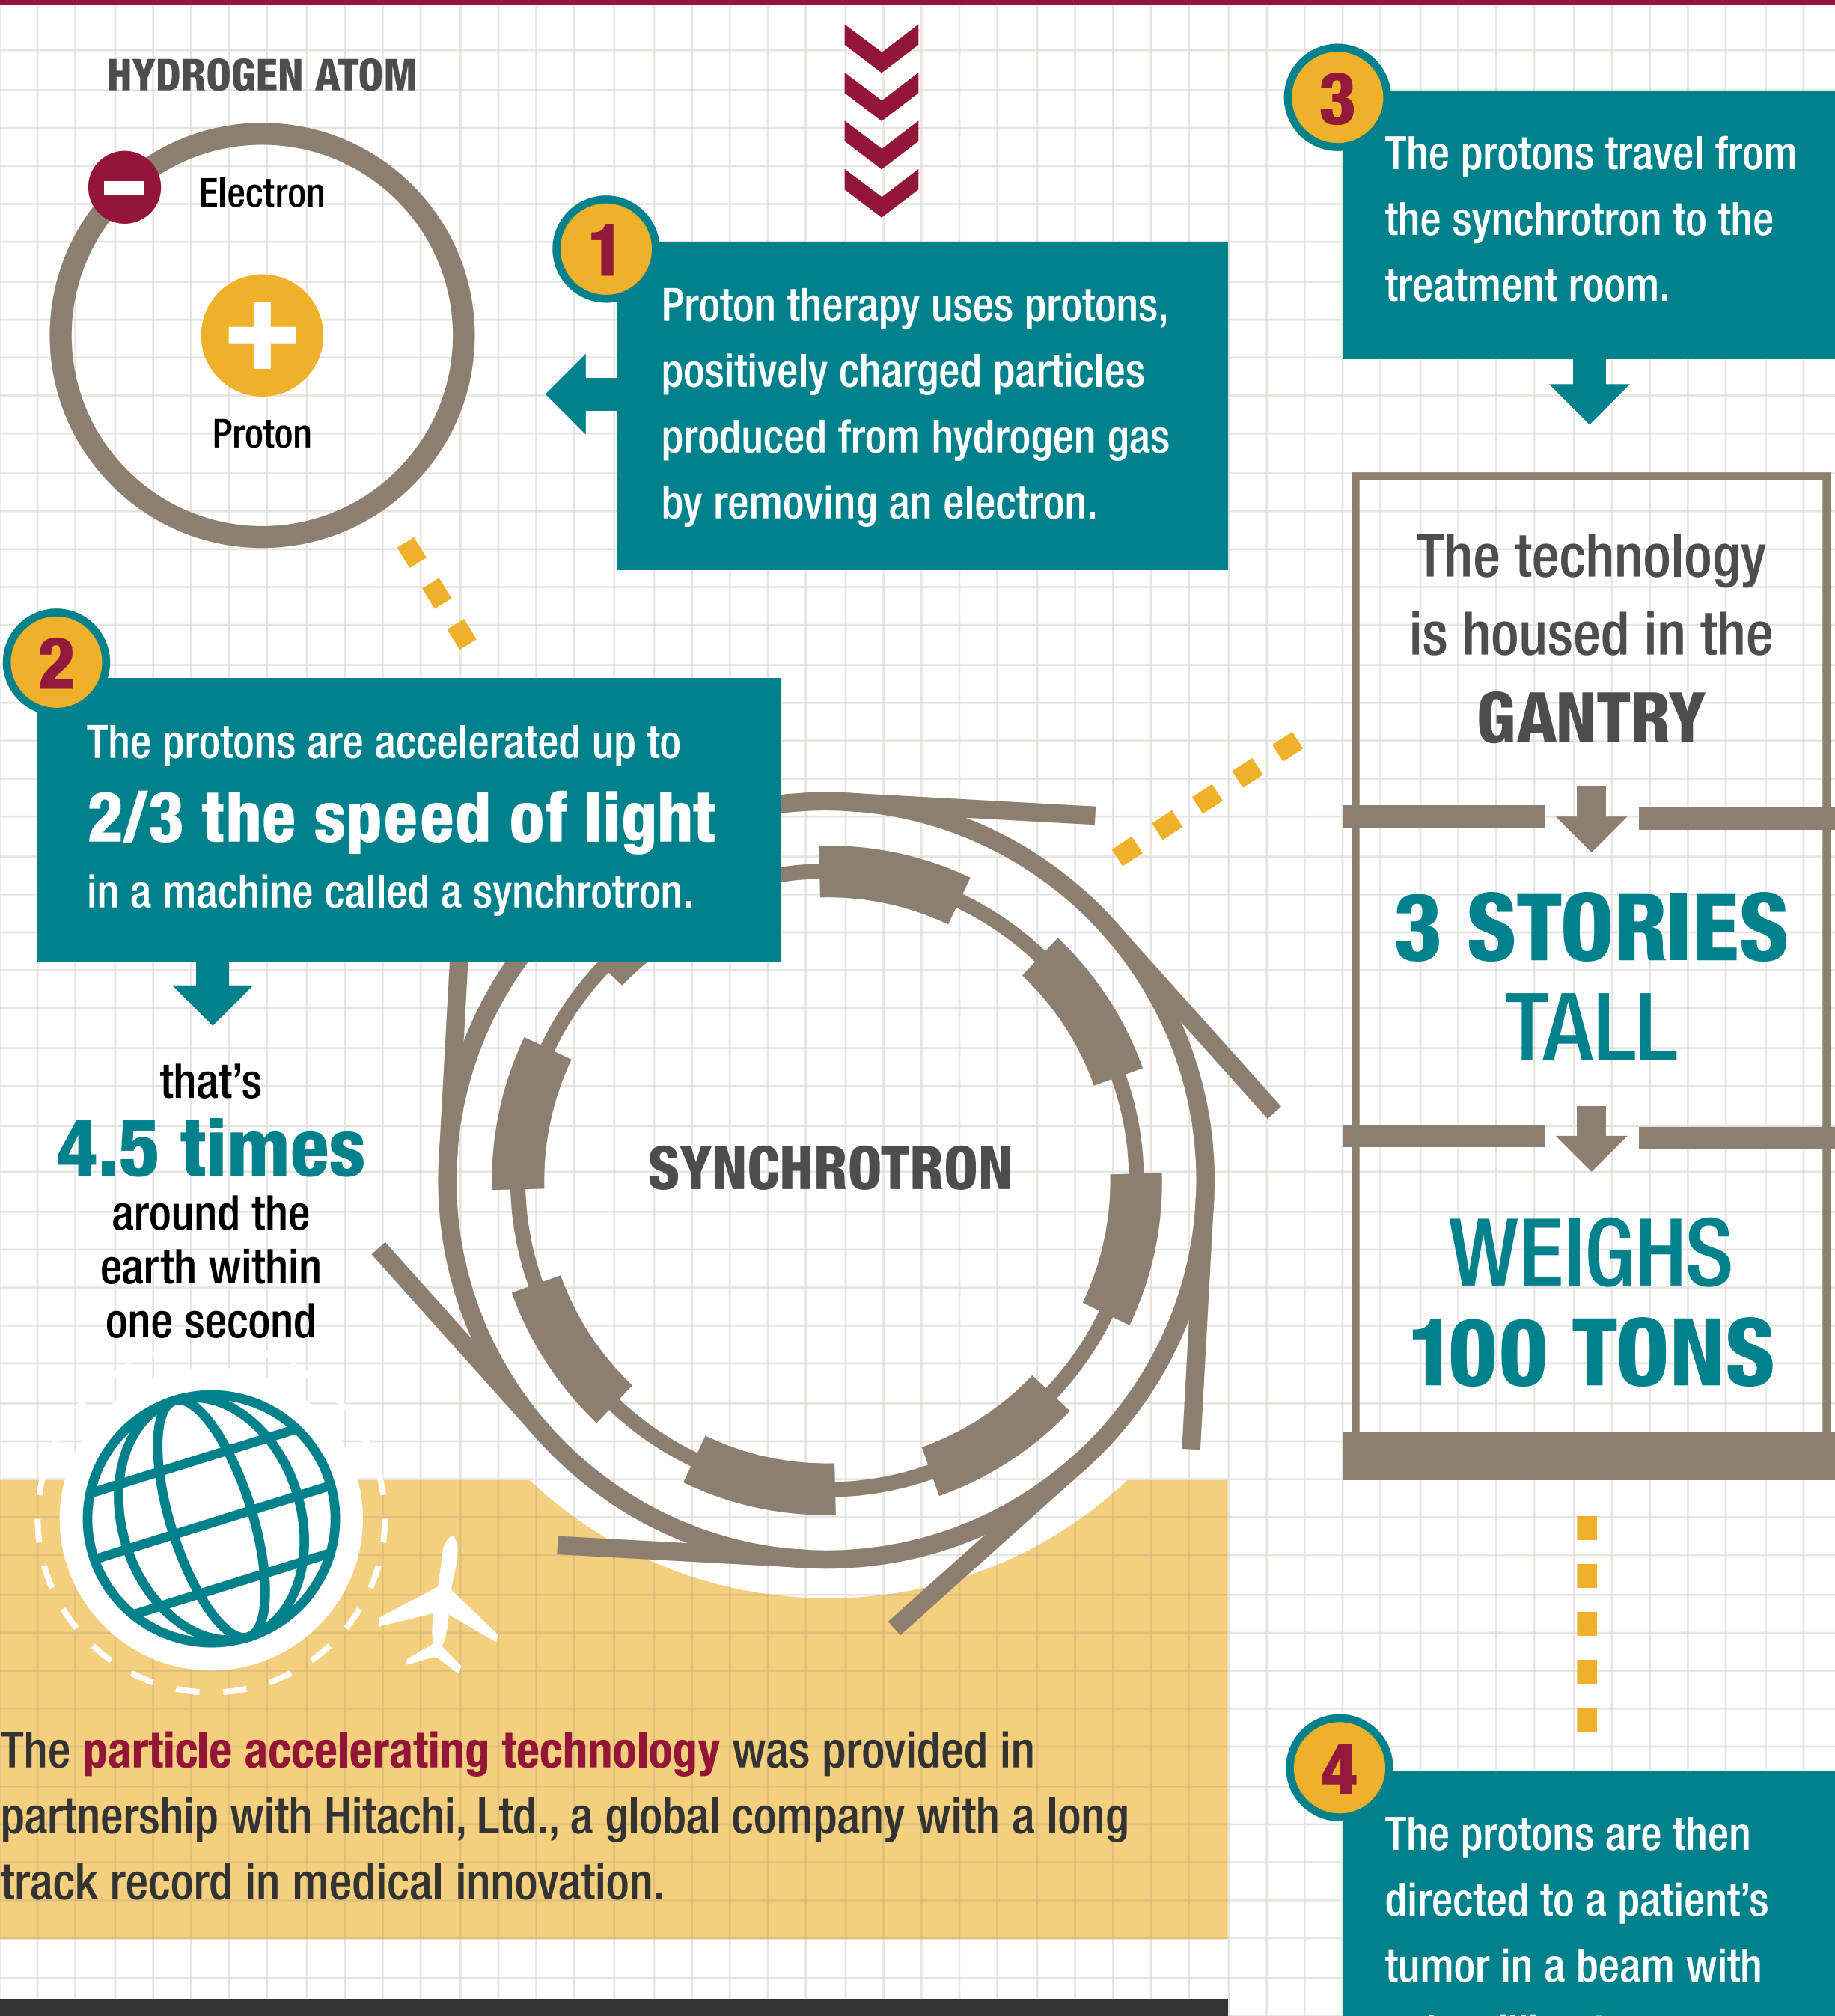 HYDROGEN ATOM
Electron
Proton
1
Proton therapy uses protons,
positively charged particles
produced from hydrogen gas
by removing an electron.
2
The protons are accelerated up to
2/3 the speed of light
in a machine called a synchrotron.
that's
4.5 times
around the
earth within
one second
SYNCHROTRON
The particle accelerating technology was provided in
partnership with Hitachi, Ltd., a global company with a long
track record in medical innovation.
3
The protons travel from
the synchrotron to the
treatment room.
The technology
is housed in the
GANTRY
3 STORIES
TALL
WEIGHS
100 TONS
4
The protons are then
directed to a patient's
tumor in a beam with